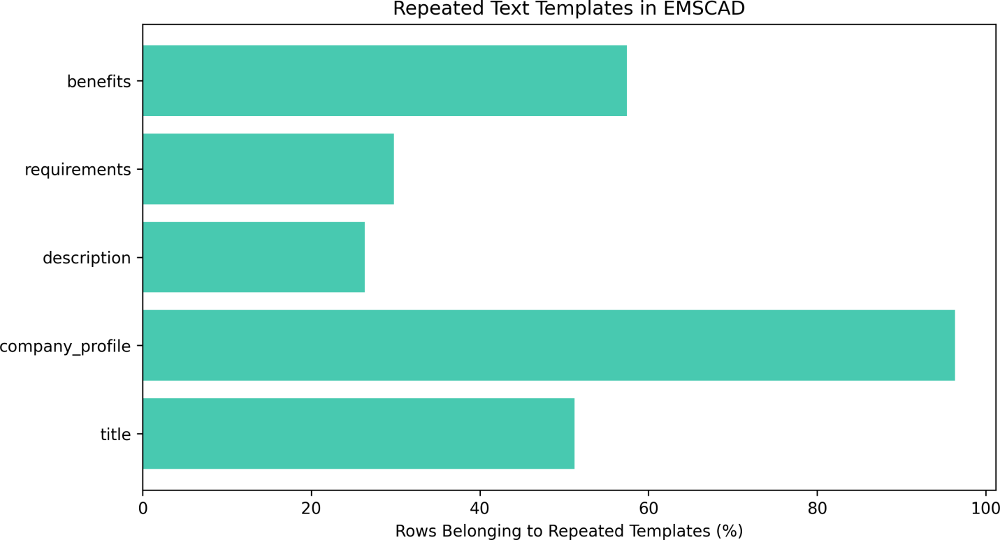 Repeated Text Templates in EMSCAD
benefits
requirements
description
company_profile
title
0 20 40 60 80 100
Rows Belonging to Repeated Templates (%)